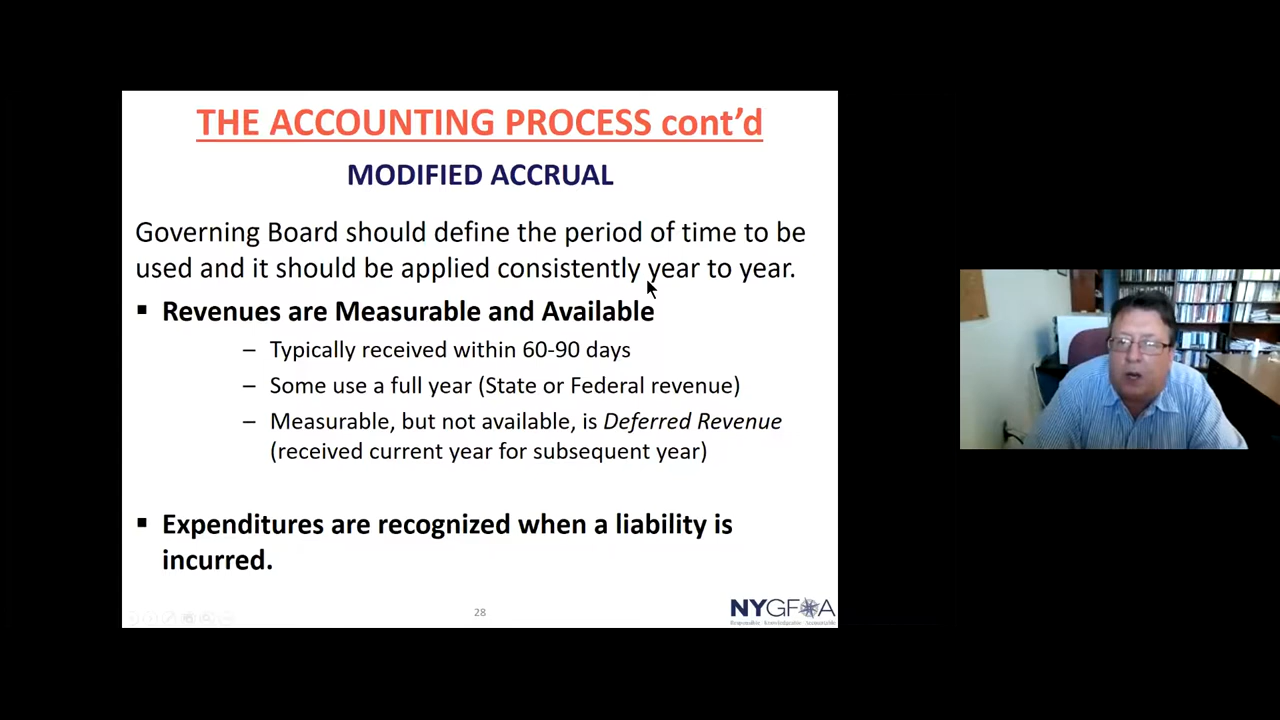 THE ACCOUNTING PROCESS cont’d
MODIFIED ACCRUAL
Governing Board should define the period of time to be
used and it should be applied consistently year to year.
▪ Revenues are Measurable and Available
– Typically received within 60-90 days
– Some use a full year (State or Federal revenue)
– Measurable, but not available, is Deferred Revenue
(received current year for subsequent year)
▪ Expenditures are recognized when a liability is
incurred.
28
NYGFOA